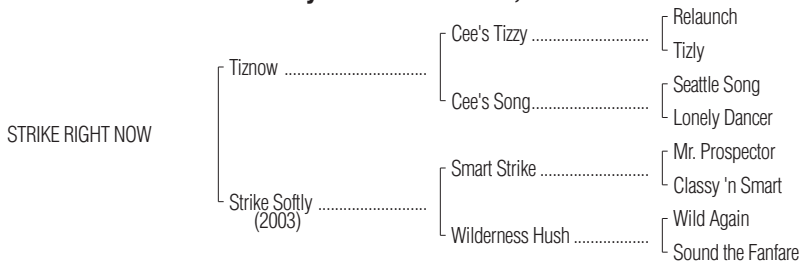 Relaunch
Cee's Tizzy ..............................
Tizly
Tiznow ....................................
Seattle Song
Cee's Song..............................
Lonely Dancer
STRIKE RIGHT NOW
Mr. Prospector
Smart Strike ...........................
Classy 'n Smart
Strike Softly ...........................
(2003)
Wild Again
Wilderness Hush ...................
Sound the Fanfare